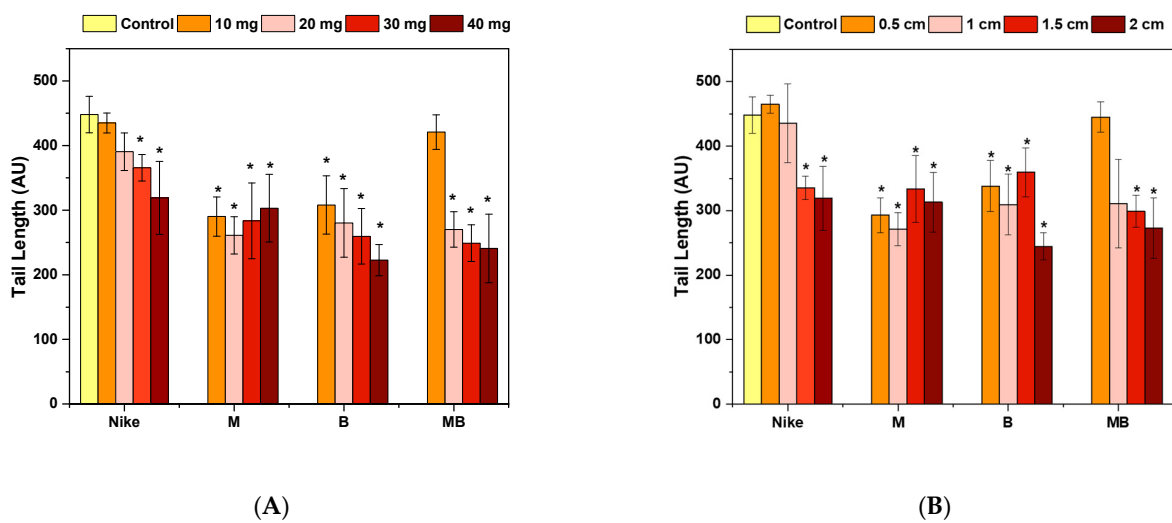 Control 10 mg 20 mg 30 mg 40 mg
Tail Length (AU)
500
400
300
200
100
0
* *
* * * *
* * * *
* * *
Nike M B MB
(A)
Control 0.5 cm 1 cm 1.5 cm 2 cm
Tail Length (AU)
500
400
300
200
100
0
* *
* * * *
* * * *
* *
Nike M B MB
(B)